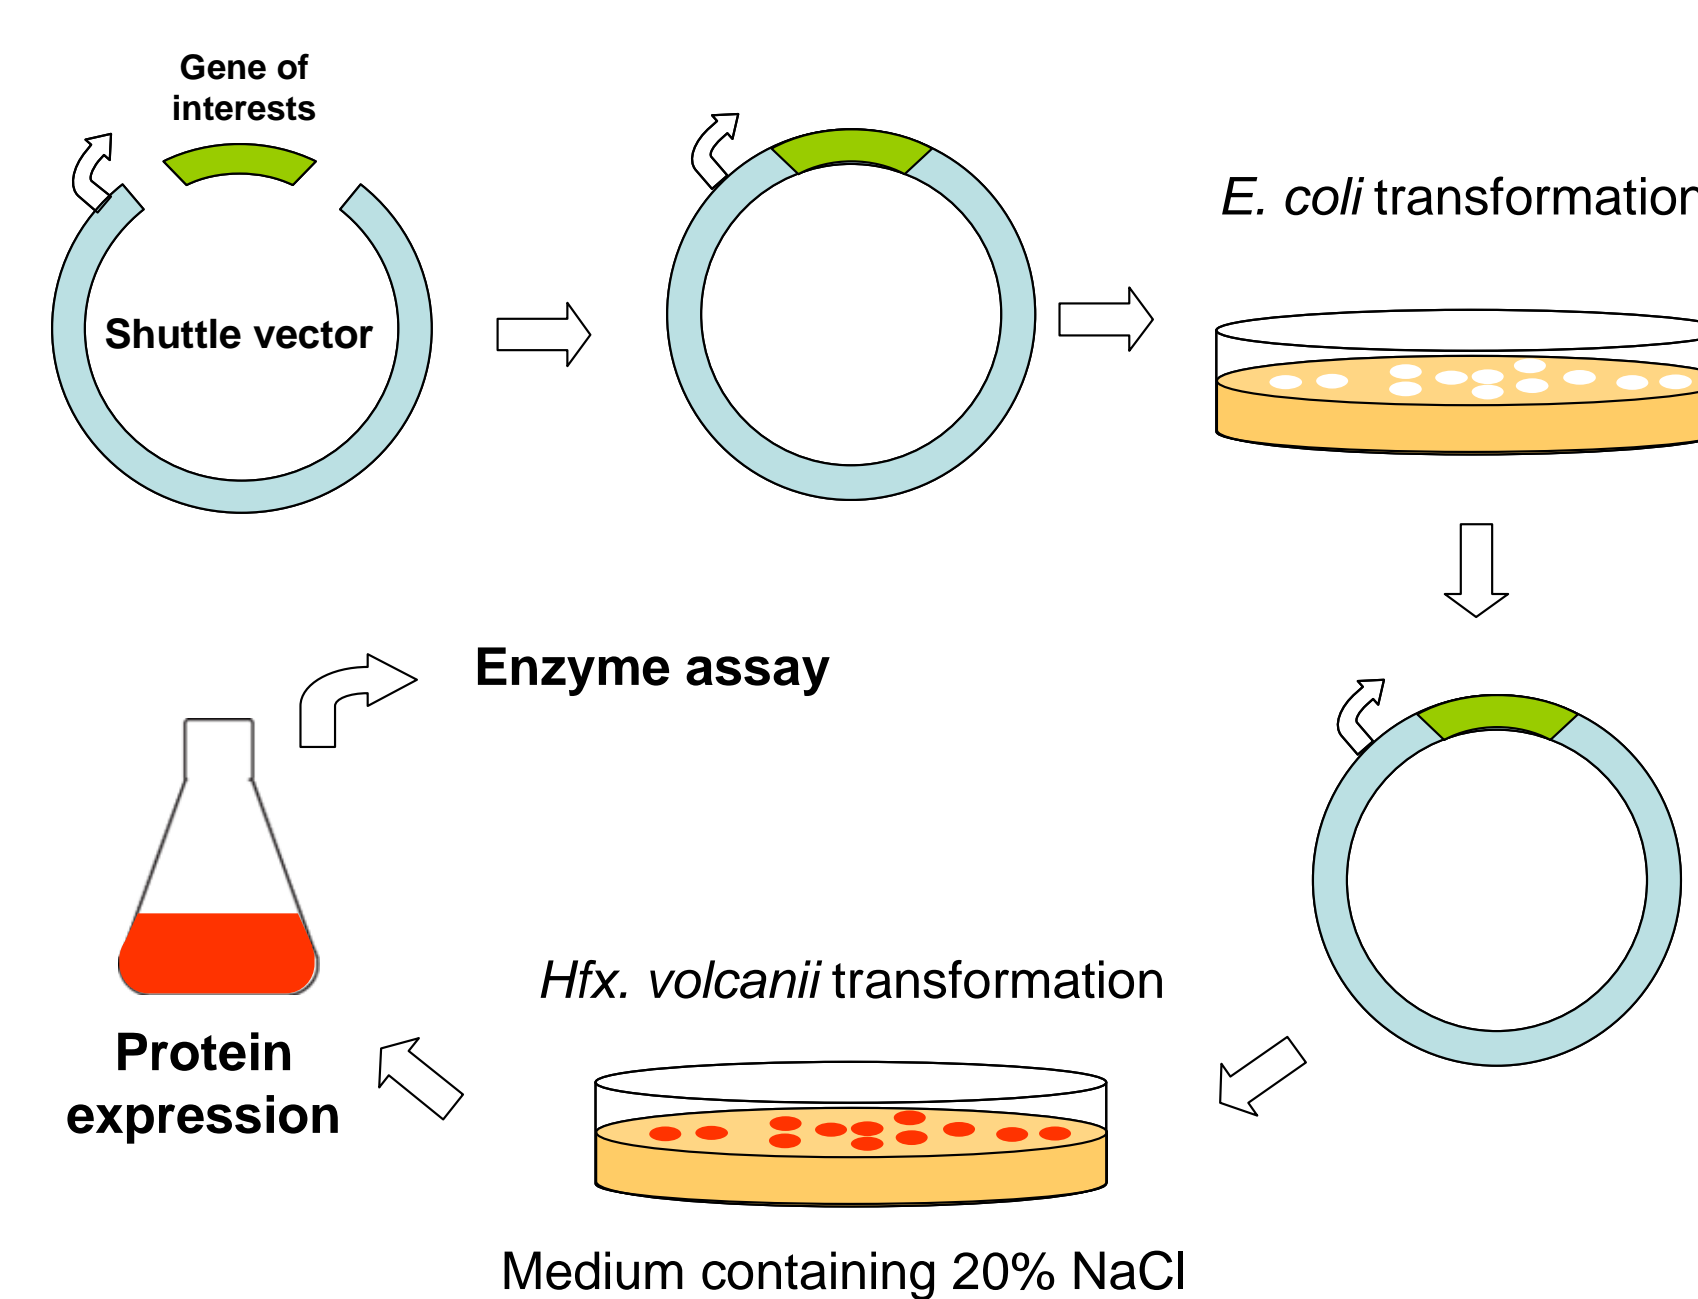 Gene of
interests
Shuttle vector
E. coli transformation
Enzyme assay
Hfx. volcanii transformation
Protein
expression
Medium containing 20% NaCl